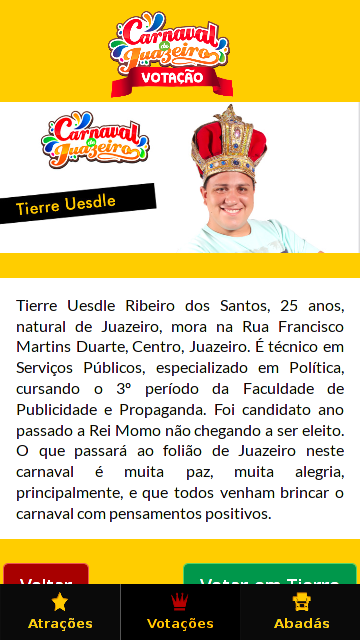 Carnaval
de
Juazeiro
VOTAÇÃO
Carnaval
de
Juazeiro
Tierre Uesdle
Tierre Uesdle Ribeiro dos Santos, 25 anos,
natural de Juazeiro, mora na Rua Francisco
Martins Duarte, Centro, Juazeiro. É técnico em
Serviços Públicos, especializado em Política,
cursando o 3º período da Faculdade de
Publicidade e Propaganda. Foi candidato ano
passado a Rei Momo não chegando a ser eleito.
O que passará ao folião de Juazeiro neste
carnaval é muita paz, muita alegria,
principalmente, e que todos venham brincar o
carnaval com pensamentos positivos.
Voltar Votar em Tierre
Atrações Votações Abadás